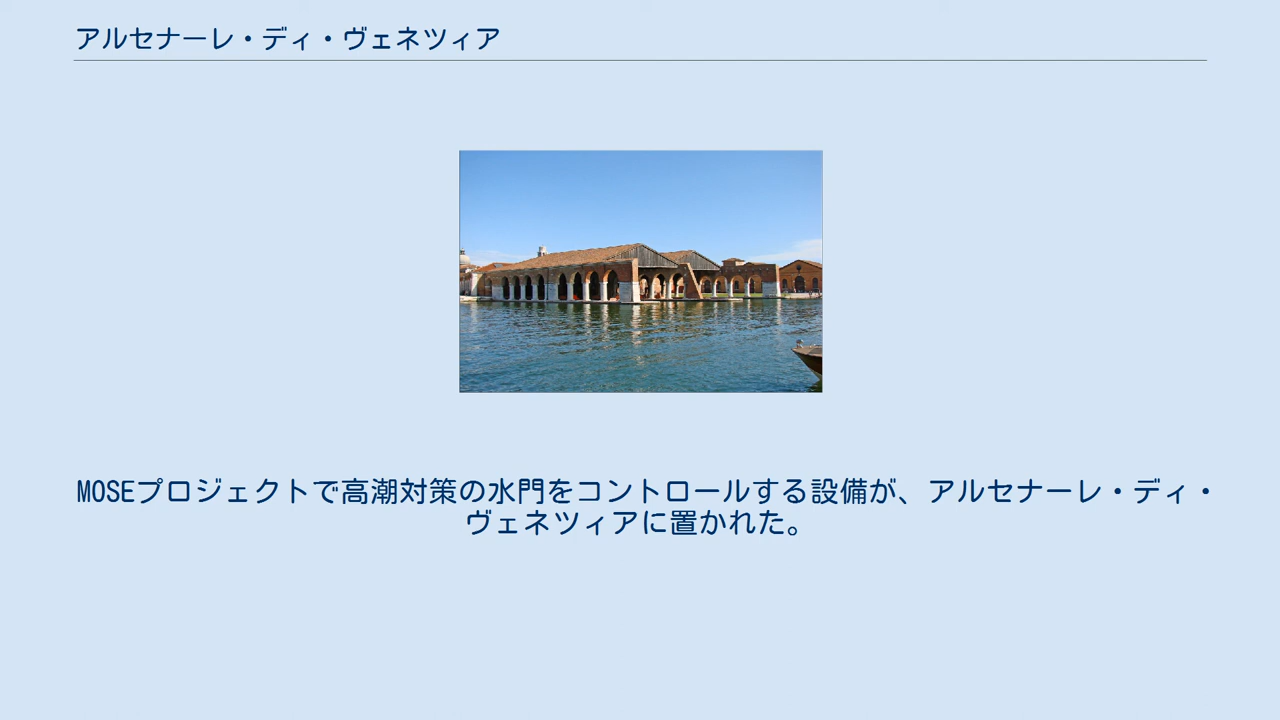 アルセナーレ・ディ・ヴェネツィア
MOSEプロジェクトで高潮対策の水門をコントロールする設備が、アルセナーレ・ディ・
ヴェネツィアに置かれた。